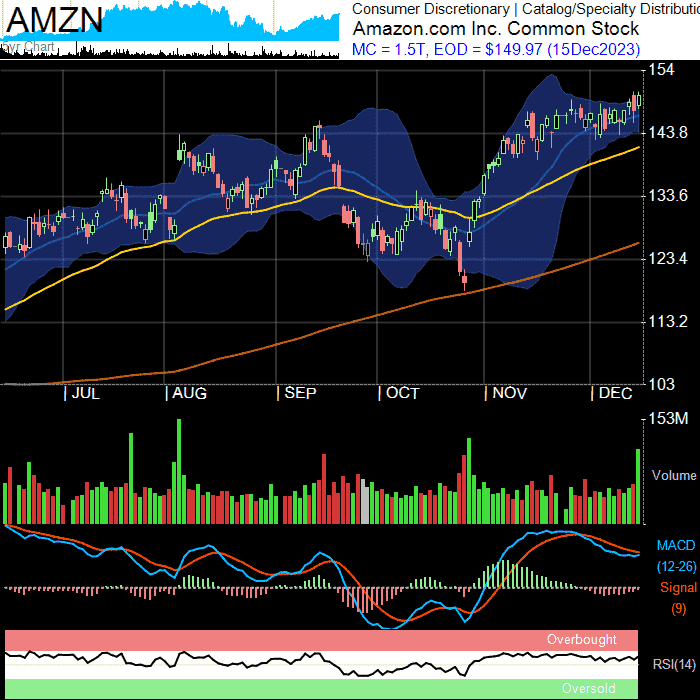 AMZN
5yr Chart
Consumer Discretionary | Catalog/Specialty Distributio
Amazon.com Inc. Common Stock
MC = 1.5T, EOD = $149.97 (15Dec2023)
154
143.8
133.6
123.4
113.2
103
| JUL | AUG | SEP | OCT | NOV | DEC
153M
Volume
MACD
(12-26)
Signal
(9)
Overbought
RSI(14)
Oversold